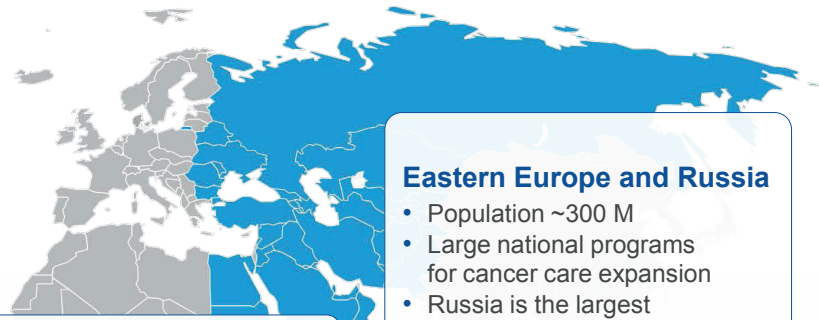 Eastern Europe and Russia
• Population ~300 M
• Large national programs
for cancer care expansion
• Russia is the largest